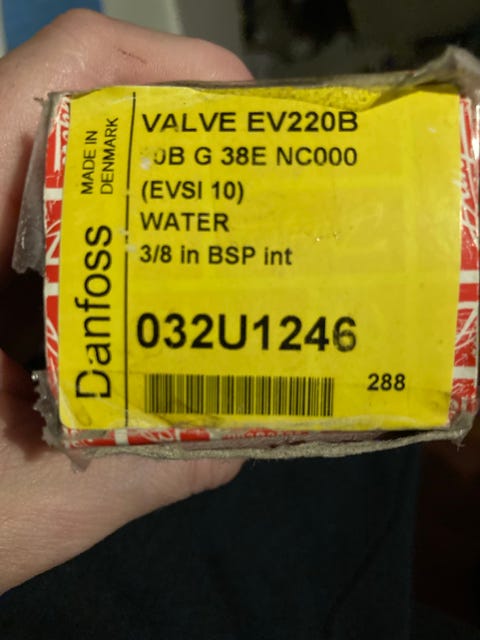 MADE IN
DENMARK
Danfoss
VALVE EV220B
0B G 38E NC000
(EVSI 10)
WATER
3/8 in BSP int
032U1246
288